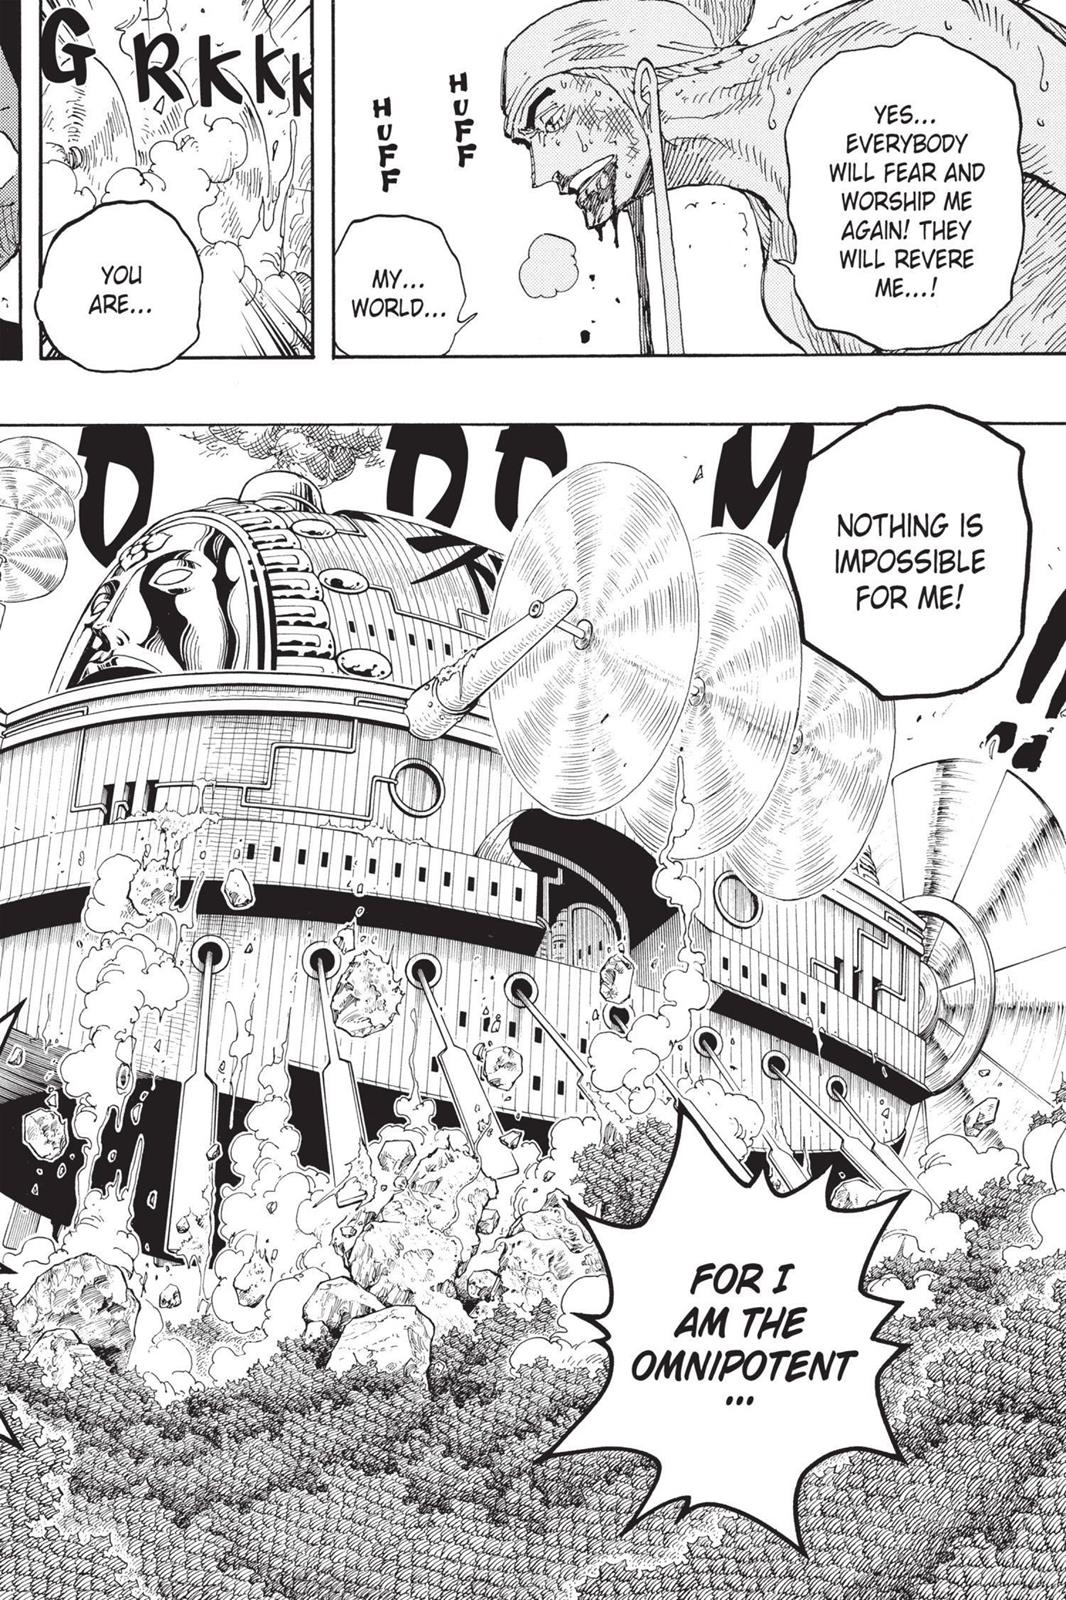 YES...
EVERYBODY
WILL FEAR AND
WORSHIP ME
AGAIN! THEY
WILL REVERE
ME...!
HUFF
HUFF
MY...
WORLD...
GRKKKK
YOU
ARE...
NOTHING IS
IMPOSSIBLE
FOR ME!
FOR I
AM THE
OMNIPOTENT
...